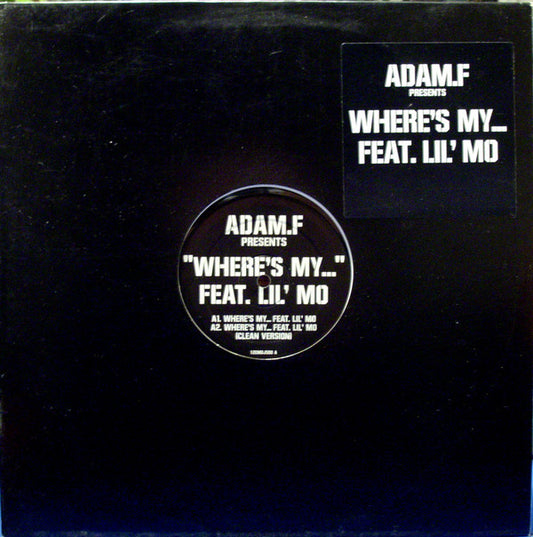 ADAM.F
PRESENTS
WHERE'S MY...
FEAT. LIL' MO
ADAM.F
PRESENTS
"WHERE'S MY..."
FEAT. LIL' MO
A1. WHERE'S MY... FEAT. LIL' MO
A2. WHERE'S MY... FEAT. LIL' MO
(CLEAN VERSION)